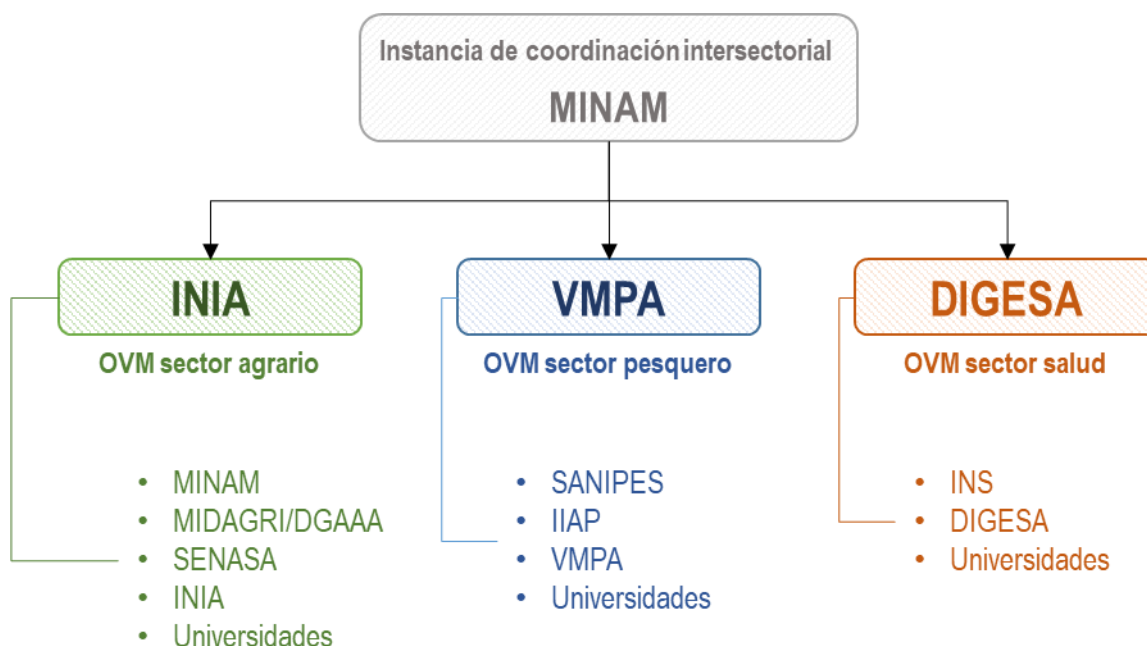 Instancia de coordinación intersectorial
MINAM
INIA
OVM sector agrario
• MINAM
• MIDAGRI/DGAAA
• SENASA
• INIA
• Universidades
VMPA
OVM sector pesquero
• SANIPES
• IIAP
• VMPA
• Universidades
DIGESA
OVM sector salud
• INS
• DIGESA
• Universidades